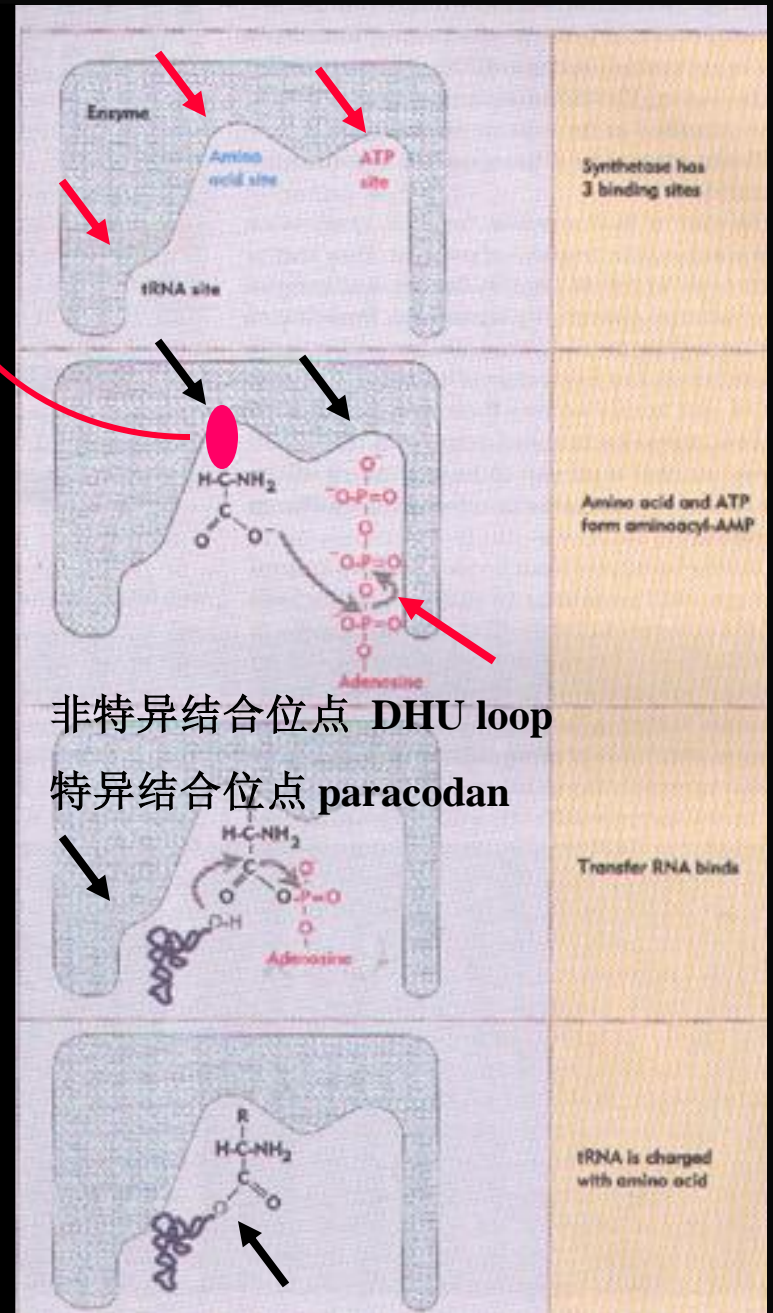 Enzyme
Amino
acid site
ATP
site
tRNA site
Synthetase has
3 binding sites
H-C-NH₂
C
O
O⁻
O⁻
⁻O-P=O
O
⁻O-P=O
O
O-P=O
O
Adenosine
Amino acid and ATP
form aminoacyl-AMP
非特异结合位点 DHU loop
特异结合位点 paracodan
H-C-NH₂
C
O
O-P=O
O⁻
O-H
O
Adenosine
Transfer RNA binds
R
H-C-NH₂
C
O
O
tRNA is charged
with amino acid